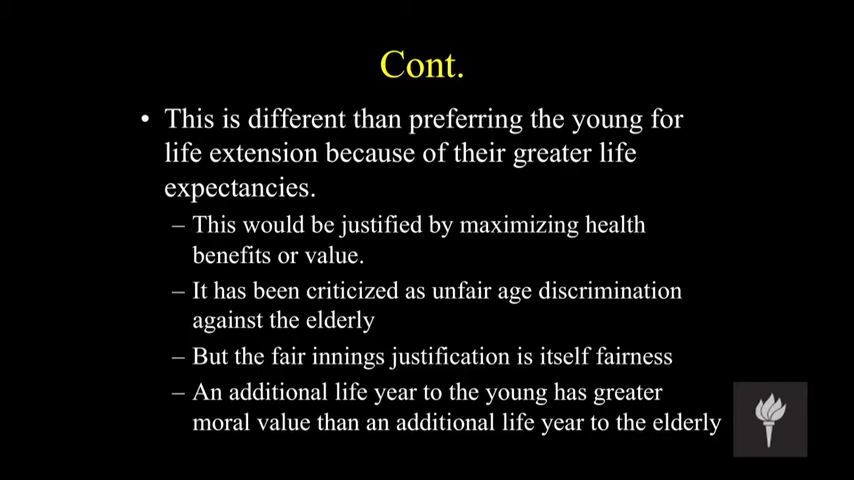 Cont.
• This is different than preferring the young for
life extension because of their greater life
expectancies.
– This would be justified by maximizing health
benefits or value.
– It has been criticized as unfair age discrimination
against the elderly
– But the fair innings justification is itself fairness
– An additional life year to the young has greater
moral value than an additional life year to the elderly